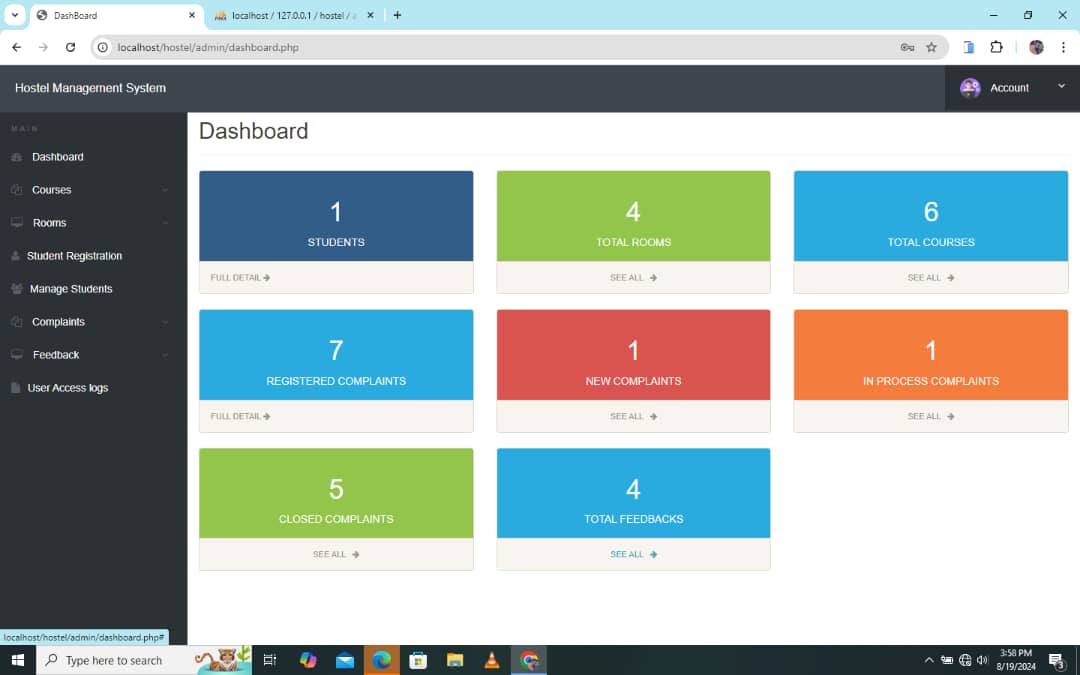 DashBoard
localhost / 127.0.0.1 / hostel / a
localhost/hostel/admin/dashboard.php
Hostel Management System
Account
MAIN
Dashboard
Courses
Rooms
Student Registration
Manage Students
Complaints
Feedback
User Access logs
Dashboard
1
STUDENTS
FULL DETAIL
4
TOTAL ROOMS
SEE ALL
6
TOTAL COURSES
SEE ALL
7
REGISTERED COMPLAINTS
FULL DETAIL
1
NEW COMPLAINTS
SEE ALL
1
IN PROCESS COMPLAINTS
SEE ALL
5
CLOSED COMPLAINTS
SEE ALL
4
TOTAL FEEDBACKS
SEE ALL
localhost/hostel/admin/dashboard.php#
Type here to search
3:58 PM
8/19/2024
3